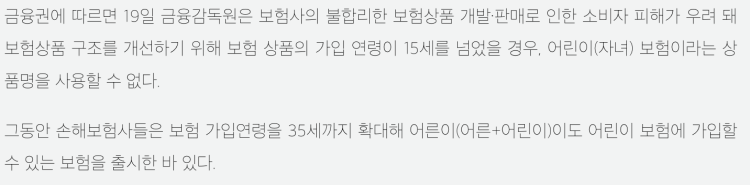 금융권에 따르면 19일 금융감독원은 보험사의 불합리한 보험상품 개발·판매로 인한 소비자 피해가 우려 돼
보험상품 구조를 개선하기 위해 보험 상품의 가입 연령이 15세를 넘었을 경우, 어린이(자녀) 보험이라는 상
품명을 사용할 수 없다.
그동안 손해보험사들은 보험 가입연령을 35세까지 확대해 어른이(어른+어린이)이도 어린이 보험에 가입할
수 있는 보험을 출시한 바 있다.